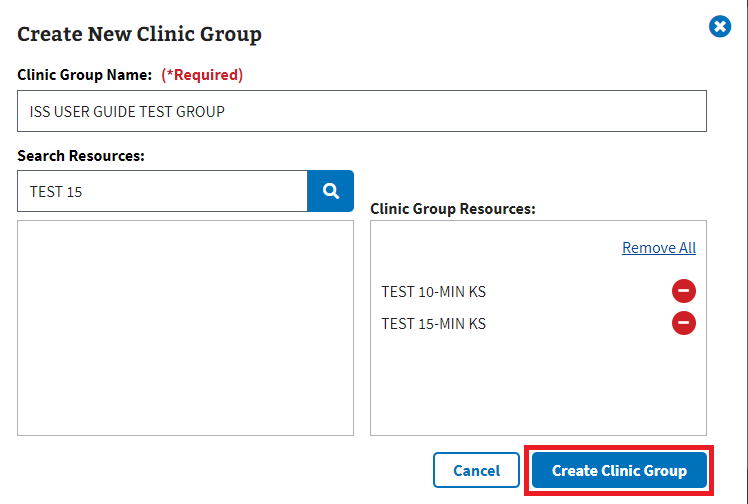 Create New Clinic Group
Clinic Group Name: (*Required)
ISS USER GUIDE TEST GROUP
Search Resources:
TEST 15
Clinic Group Resources:
Remove All
TEST 10-MIN KS
TEST 15-MIN KS
Cancel
Create Clinic Group